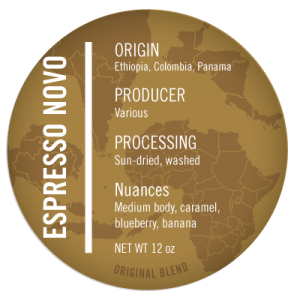 ESPRESSO NOVO
ORIGIN
Ethiopia, Colombia, Panama
PRODUCER
Various
PROCESSING
Sun-dried, washed
Nuances
Medium body, caramel,
blueberry, banana
NET WT 12 oz
ORIGINAL BLEND